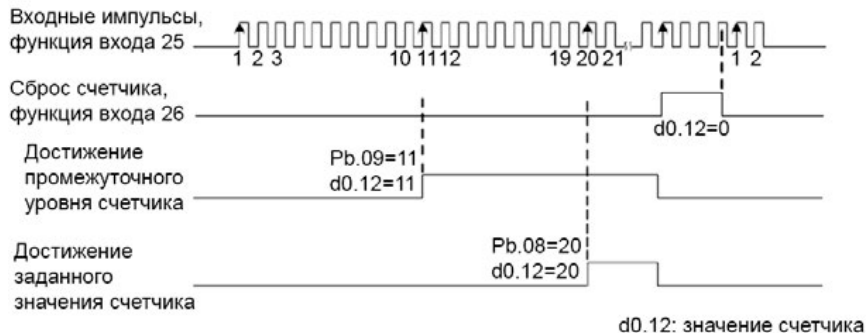 Входные импульсы,
функция входа 25
1 2 3 10 11 12 19 20 21 1 2
Сброс счетчика,
функция входа 26
d0.12=0
Достижение
промежуточного
уровня счетчика
Pb.09=11
d0.12=11
Достижение
заданного
значения счетчика
Pb.08=20
d0.12=20
d0.12: значение счетчика